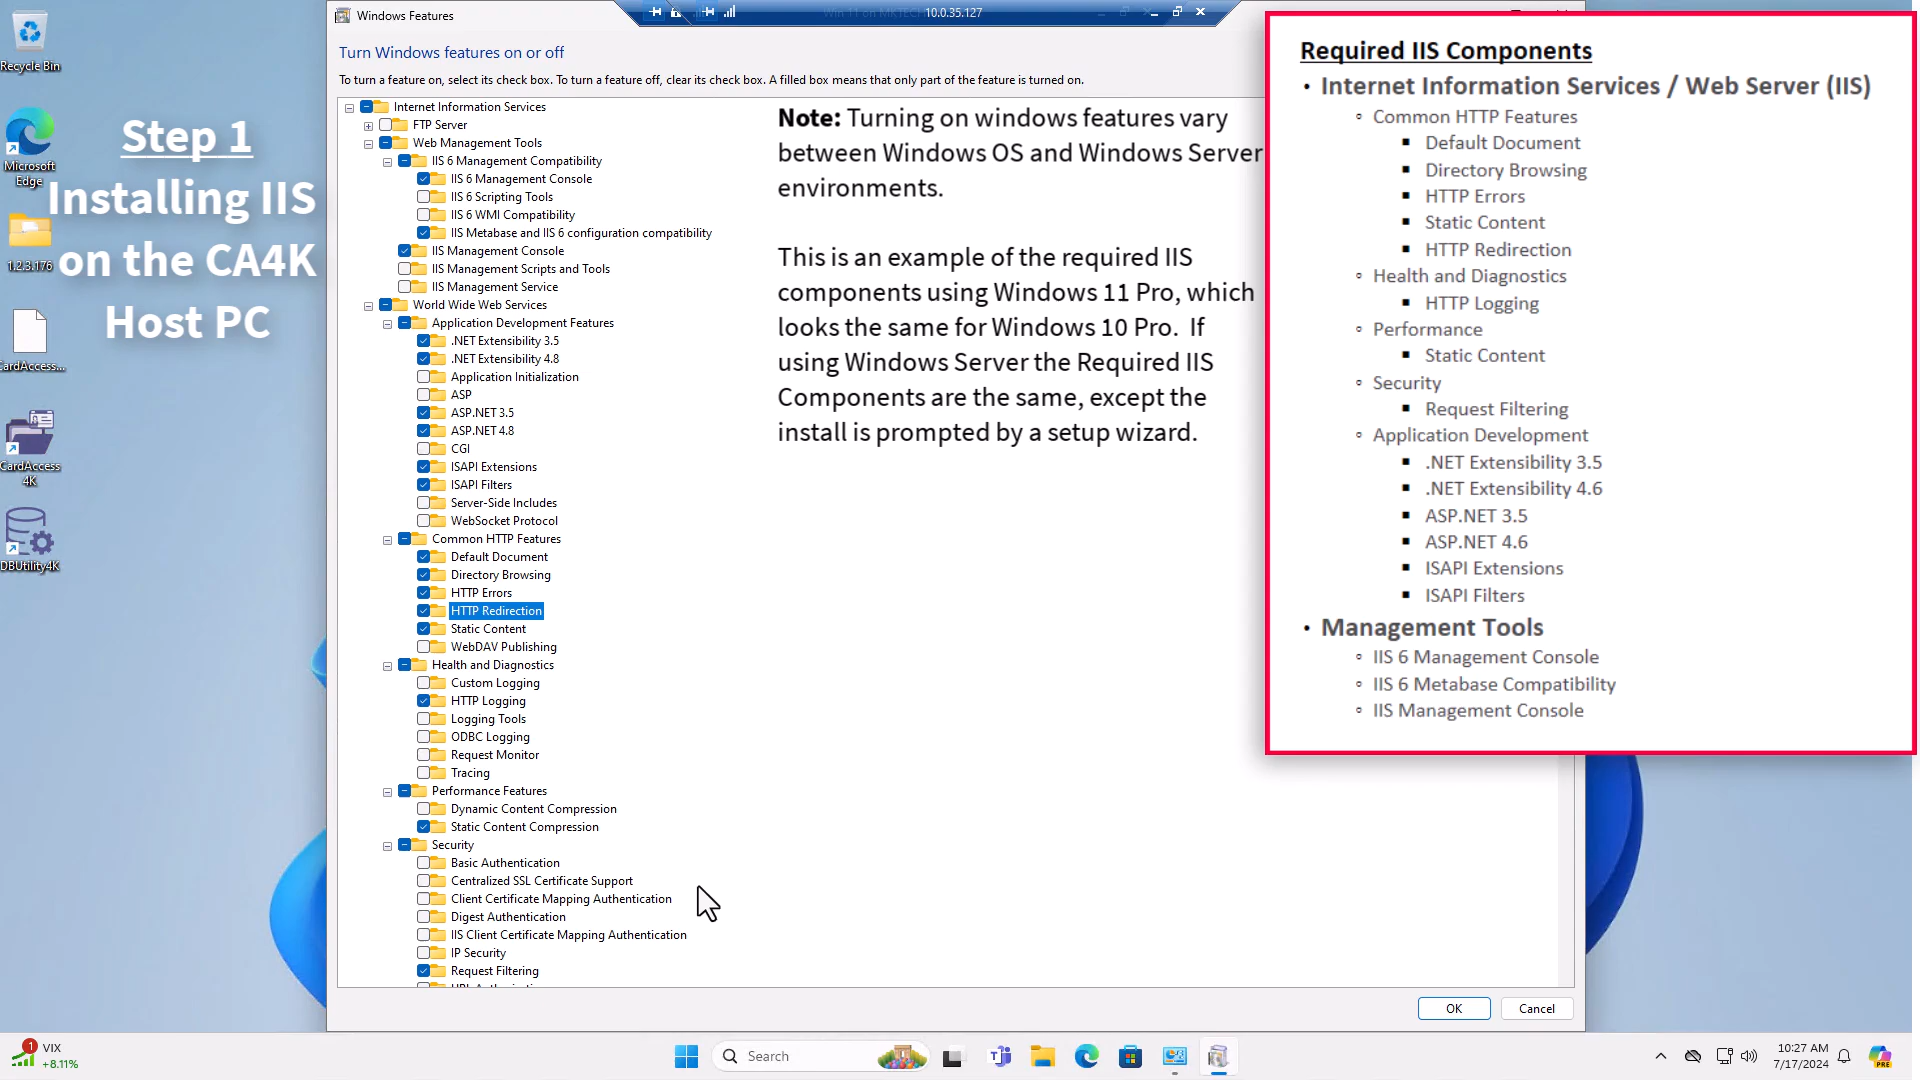 Windows Features
Win 11 on MKTECH
10.0.35.127
Turn Windows features on or off
To turn a feature on, select its check box. To turn a feature off, clear its check box. A filled box means that only part of the feature is turned on.
Recycle Bin
Microsoft
Edge
1.2.3.176
CardAccess...
CardAccess
4K
DBUtility4K
Step 1
Installing IIS
on the CA4K
Host PC
Internet Information Services
FTP Server
Web Management Tools
IIS 6 Management Compatibility
IIS 6 Management Console
IIS 6 Scripting Tools
IIS 6 WMI Compatibility
IIS Metabase and IIS 6 configuration compatibility
IIS Management Console
IIS Management Scripts and Tools
IIS Management Service
World Wide Web Services
Application Development Features
.NET Extensibility 3.5
.NET Extensibility 4.8
Application Initialization
ASP
ASP.NET 3.5
ASP.NET 4.8
CGI
ISAPI Extensions
ISAPI Filters
Server-Side Includes
WebSocket Protocol
Common HTTP Features
Default Document
Directory Browsing
HTTP Errors
HTTP Redirection
Static Content
WebDAV Publishing
Health and Diagnostics
Custom Logging
HTTP Logging
Logging Tools
ODBC Logging
Request Monitor
Tracing
Performance Features
Dynamic Content Compression
Static Content Compression
Security
Basic Authentication
Centralized SSL Certificate Support
Client Certificate Mapping Authentication
Digest Authentication
IIS Client Certificate Mapping Authentication
IP Security
Request Filtering
Note: Turning on windows features vary
between Windows OS and Windows Server
environments.
This is an example of the required IIS
components using Windows 11 Pro, which
looks the same for Windows 10 Pro. If
using Windows Server the Required IIS
Components are the same, except the
install is prompted by a setup wizard.
Required IIS Components
• Internet Information Services / Web Server (IIS)
◦ Common HTTP Features
▪ Default Document
▪ Directory Browsing
▪ HTTP Errors
▪ Static Content
▪ HTTP Redirection
◦ Health and Diagnostics
▪ HTTP Logging
◦ Performance
▪ Static Content
◦ Security
▪ Request Filtering
◦ Application Development
▪ .NET Extensibility 3.5
▪ .NET Extensibility 4.6
▪ ASP.NET 3.5
▪ ASP.NET 4.6
▪ ISAPI Extensions
▪ ISAPI Filters
• Management Tools
◦ IIS 6 Management Console
◦ IIS 6 Metabase Compatibility
◦ IIS Management Console
OK
Cancel
1
VIX
+8.11%
Search
10:27 AM
7/17/2024
PRE